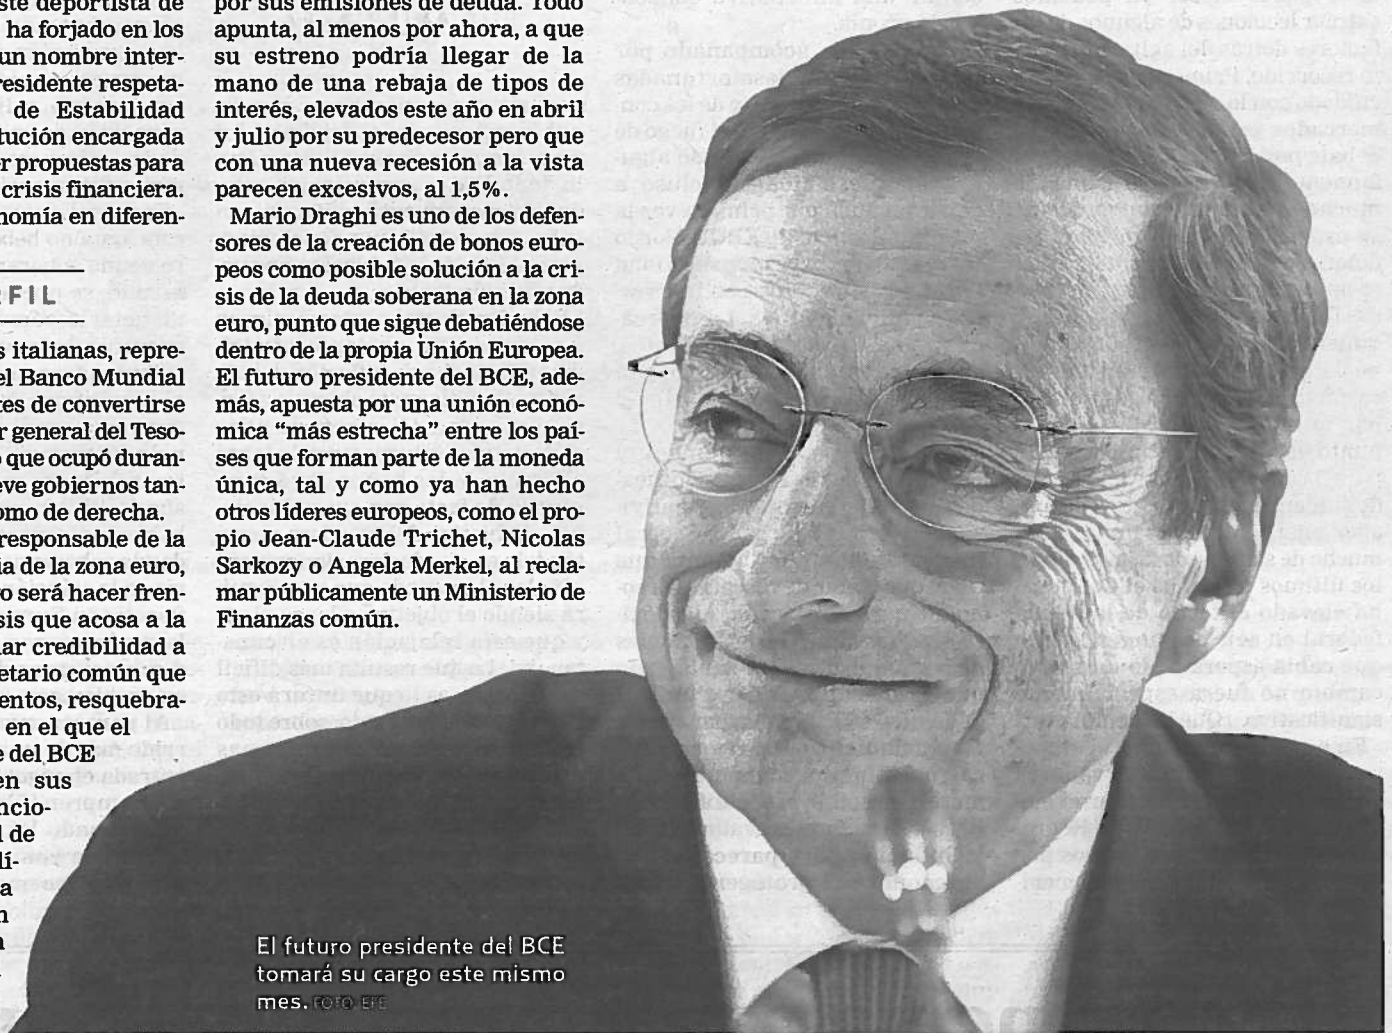 este deportista de
ha forjado en los
un nombre inter-
residente respeta-
de Estabilidad
tución encargada
r propuestas para
crisis financiera.
nomía en diferen-
FIL
s italianas, repre-
el Banco Mundial
tes de convertirse
r general del Teso-
o que ocupó duran-
eve gobiernos tan-
omo de derecha.
responsable de la
ia de la zona euro,
vo será hacer fren-
sis que acosa a la
ar credibilidad a
etario común que
entos, resquebra-
en el que el
e del BCE
en sus
ncio-
l de
lí-
a
n
a
por sus emisiones de deuda. Todo
apunta, al menos por ahora, a que
su estreno podría llegar de la
mano de una rebaja de tipos de
interés, elevados este año en abril
y julio por su predecesor pero que
con una nueva recesión a la vista
parecen excesivos, al 1,5%.
Mario Draghi es uno de los defen-
sores de la creación de bonos euro-
peos como posible solución a la cri-
sis de la deuda soberana en la zona
euro, punto que sigue debatiéndose
dentro de la propia Unión Europea.
El futuro presidente del BCE, ade-
más, apuesta por una unión econó-
mica “más estrecha” entre los paí-
ses que forman parte de la moneda
única, tal y como ya han hecho
otros líderes europeos, como el pro-
pio Jean-Claude Trichet, Nicolas
Sarkozy o Angela Merkel, al recla-
mar públicamente un Ministerio de
Finanzas común.
El futuro presidente del BCE
tomará su cargo este mismo
mes. FOTO EFE